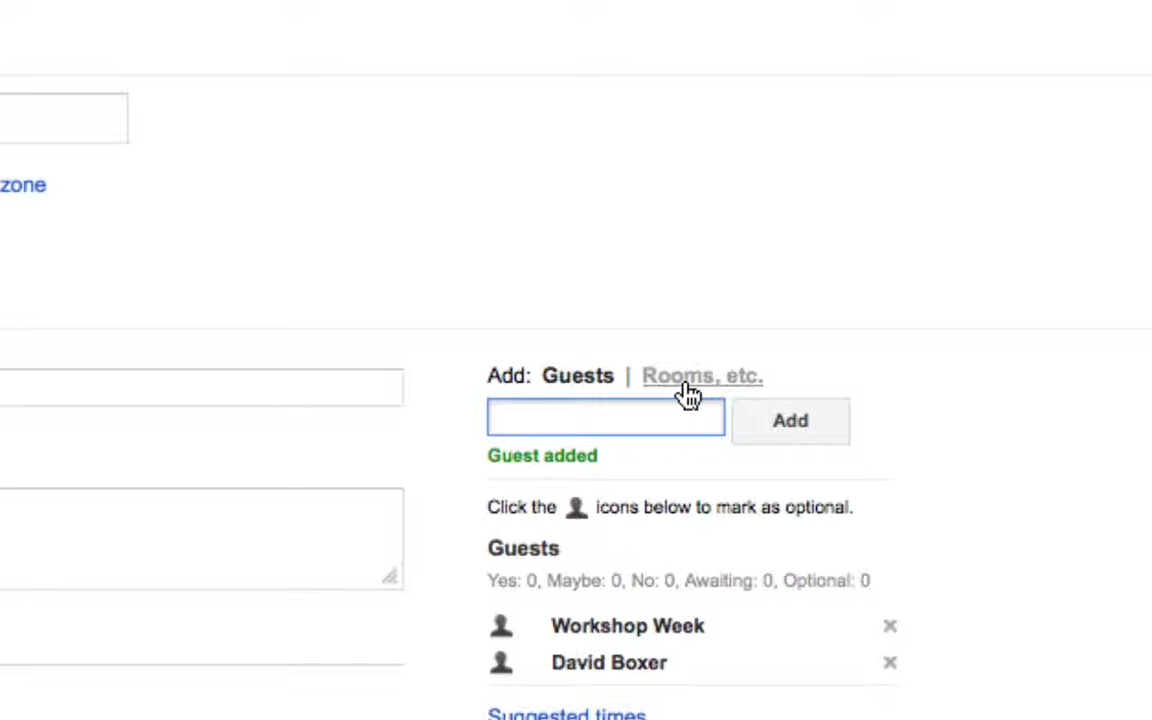 zone
Add: Guests | Rooms, etc.
Add
Guest added
Click the icons below to mark as optional.
Guests
Yes: 0, Maybe: 0, No: 0, Awaiting: 0, Optional: 0
Workshop Week
David Boxer
Suggested times